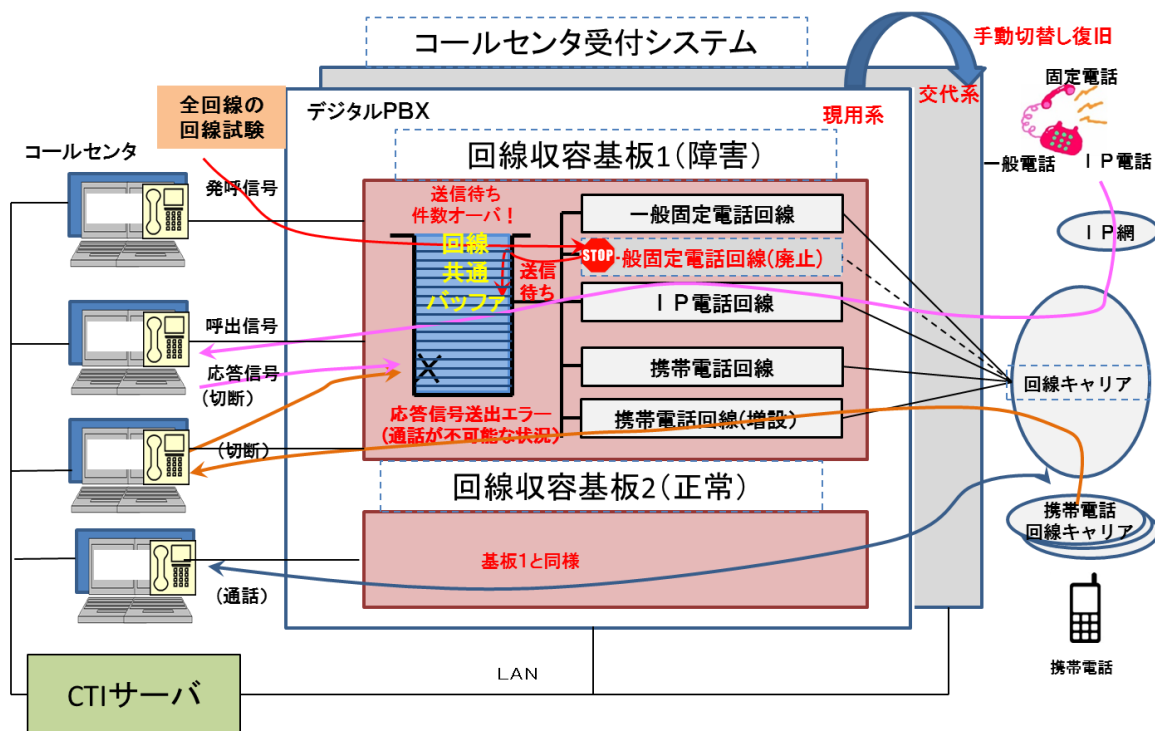 コールセンタ受付システム
手動切替し復旧
固定電話
交代系
現用系
全回線の
回線試験
デジタルPBX
コールセンタ
回線収容基板1(障害)
一般電話
ＩＰ電話
発呼信号
送信待ち
件数オーバ！
一般固定電話回線
ＩＰ網
回線
共通
バッファ
STOP
一般固定電話回線(廃止)
送信
待ち
ＩＰ電話回線
呼出信号
応答信号
(切断)
携帯電話回線
回線キャリア
応答信号送出エラー
(通話が不可能な状況)
携帯電話回線(増設)
(切断)
回線収容基板2(正常)
携帯電話
回線キャリア
基板1と同様
(通話)
携帯電話
LAN
CTIサーバ